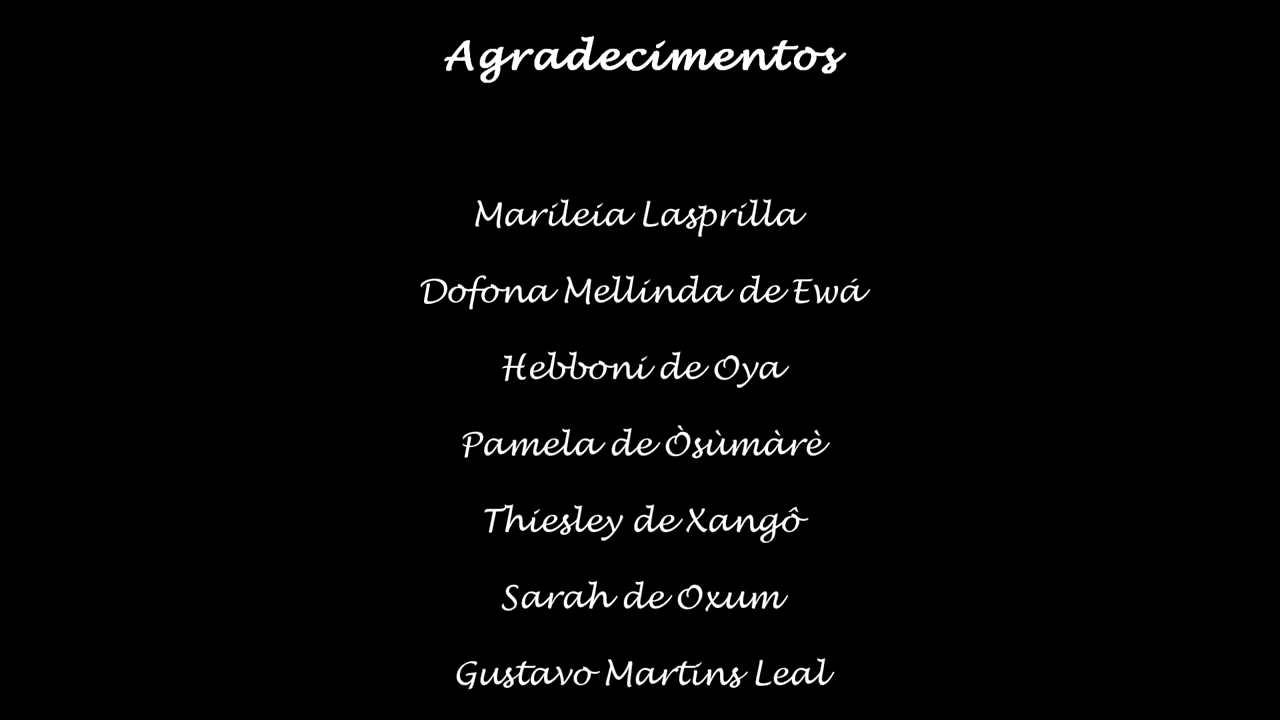 Agradecimentos
Marileia Lasprilla
Dofona Mellinda de Ewá
Hebboni de Oya
Pamela de Òsùmàrè
Thiesley de Xangô
Sarah de Oxum
Gustavo Martins Leal